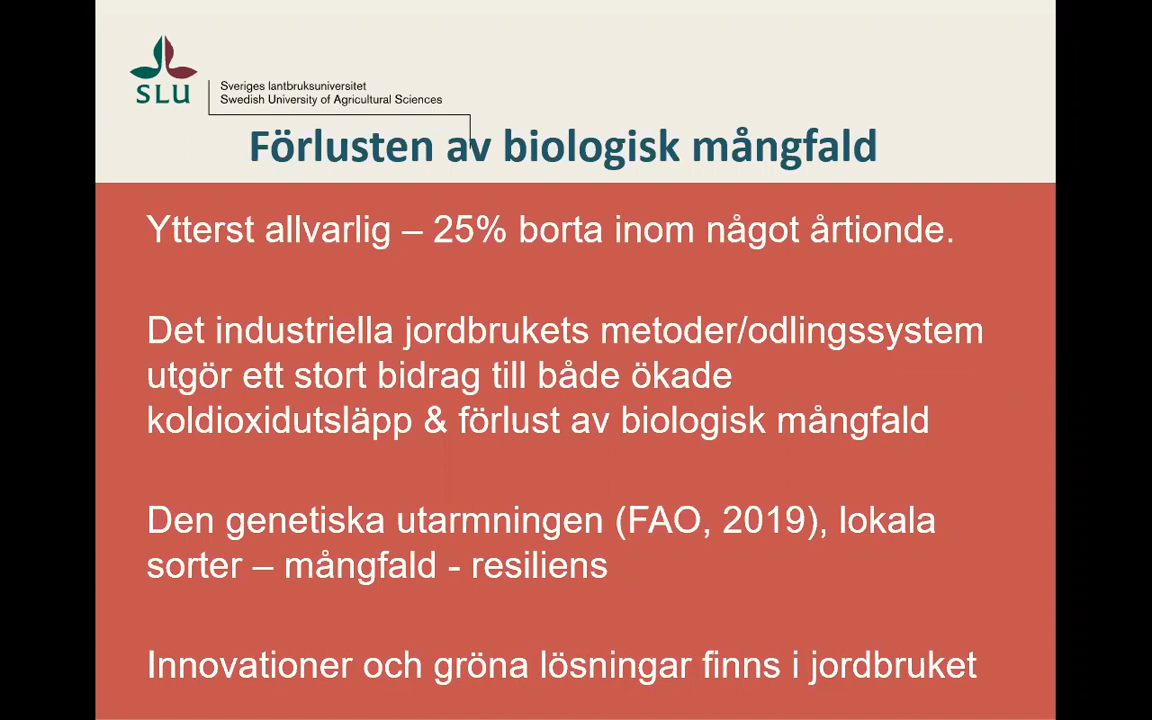 SLU
Sveriges lantbruksuniversitet
Swedish University of Agricultural Sciences
Förlusten av biologisk mångfald
Ytterst allvarlig – 25% borta inom något årtionde.
Det industriella jordbrukets metoder/odlingssystem
utgör ett stort bidrag till både ökade
koldioxidutsläpp & förlust av biologisk mångfald
Den genetiska utarmningen (FAO, 2019), lokala
sorter – mångfald - resiliens
Innovationer och gröna lösningar finns i jordbruket